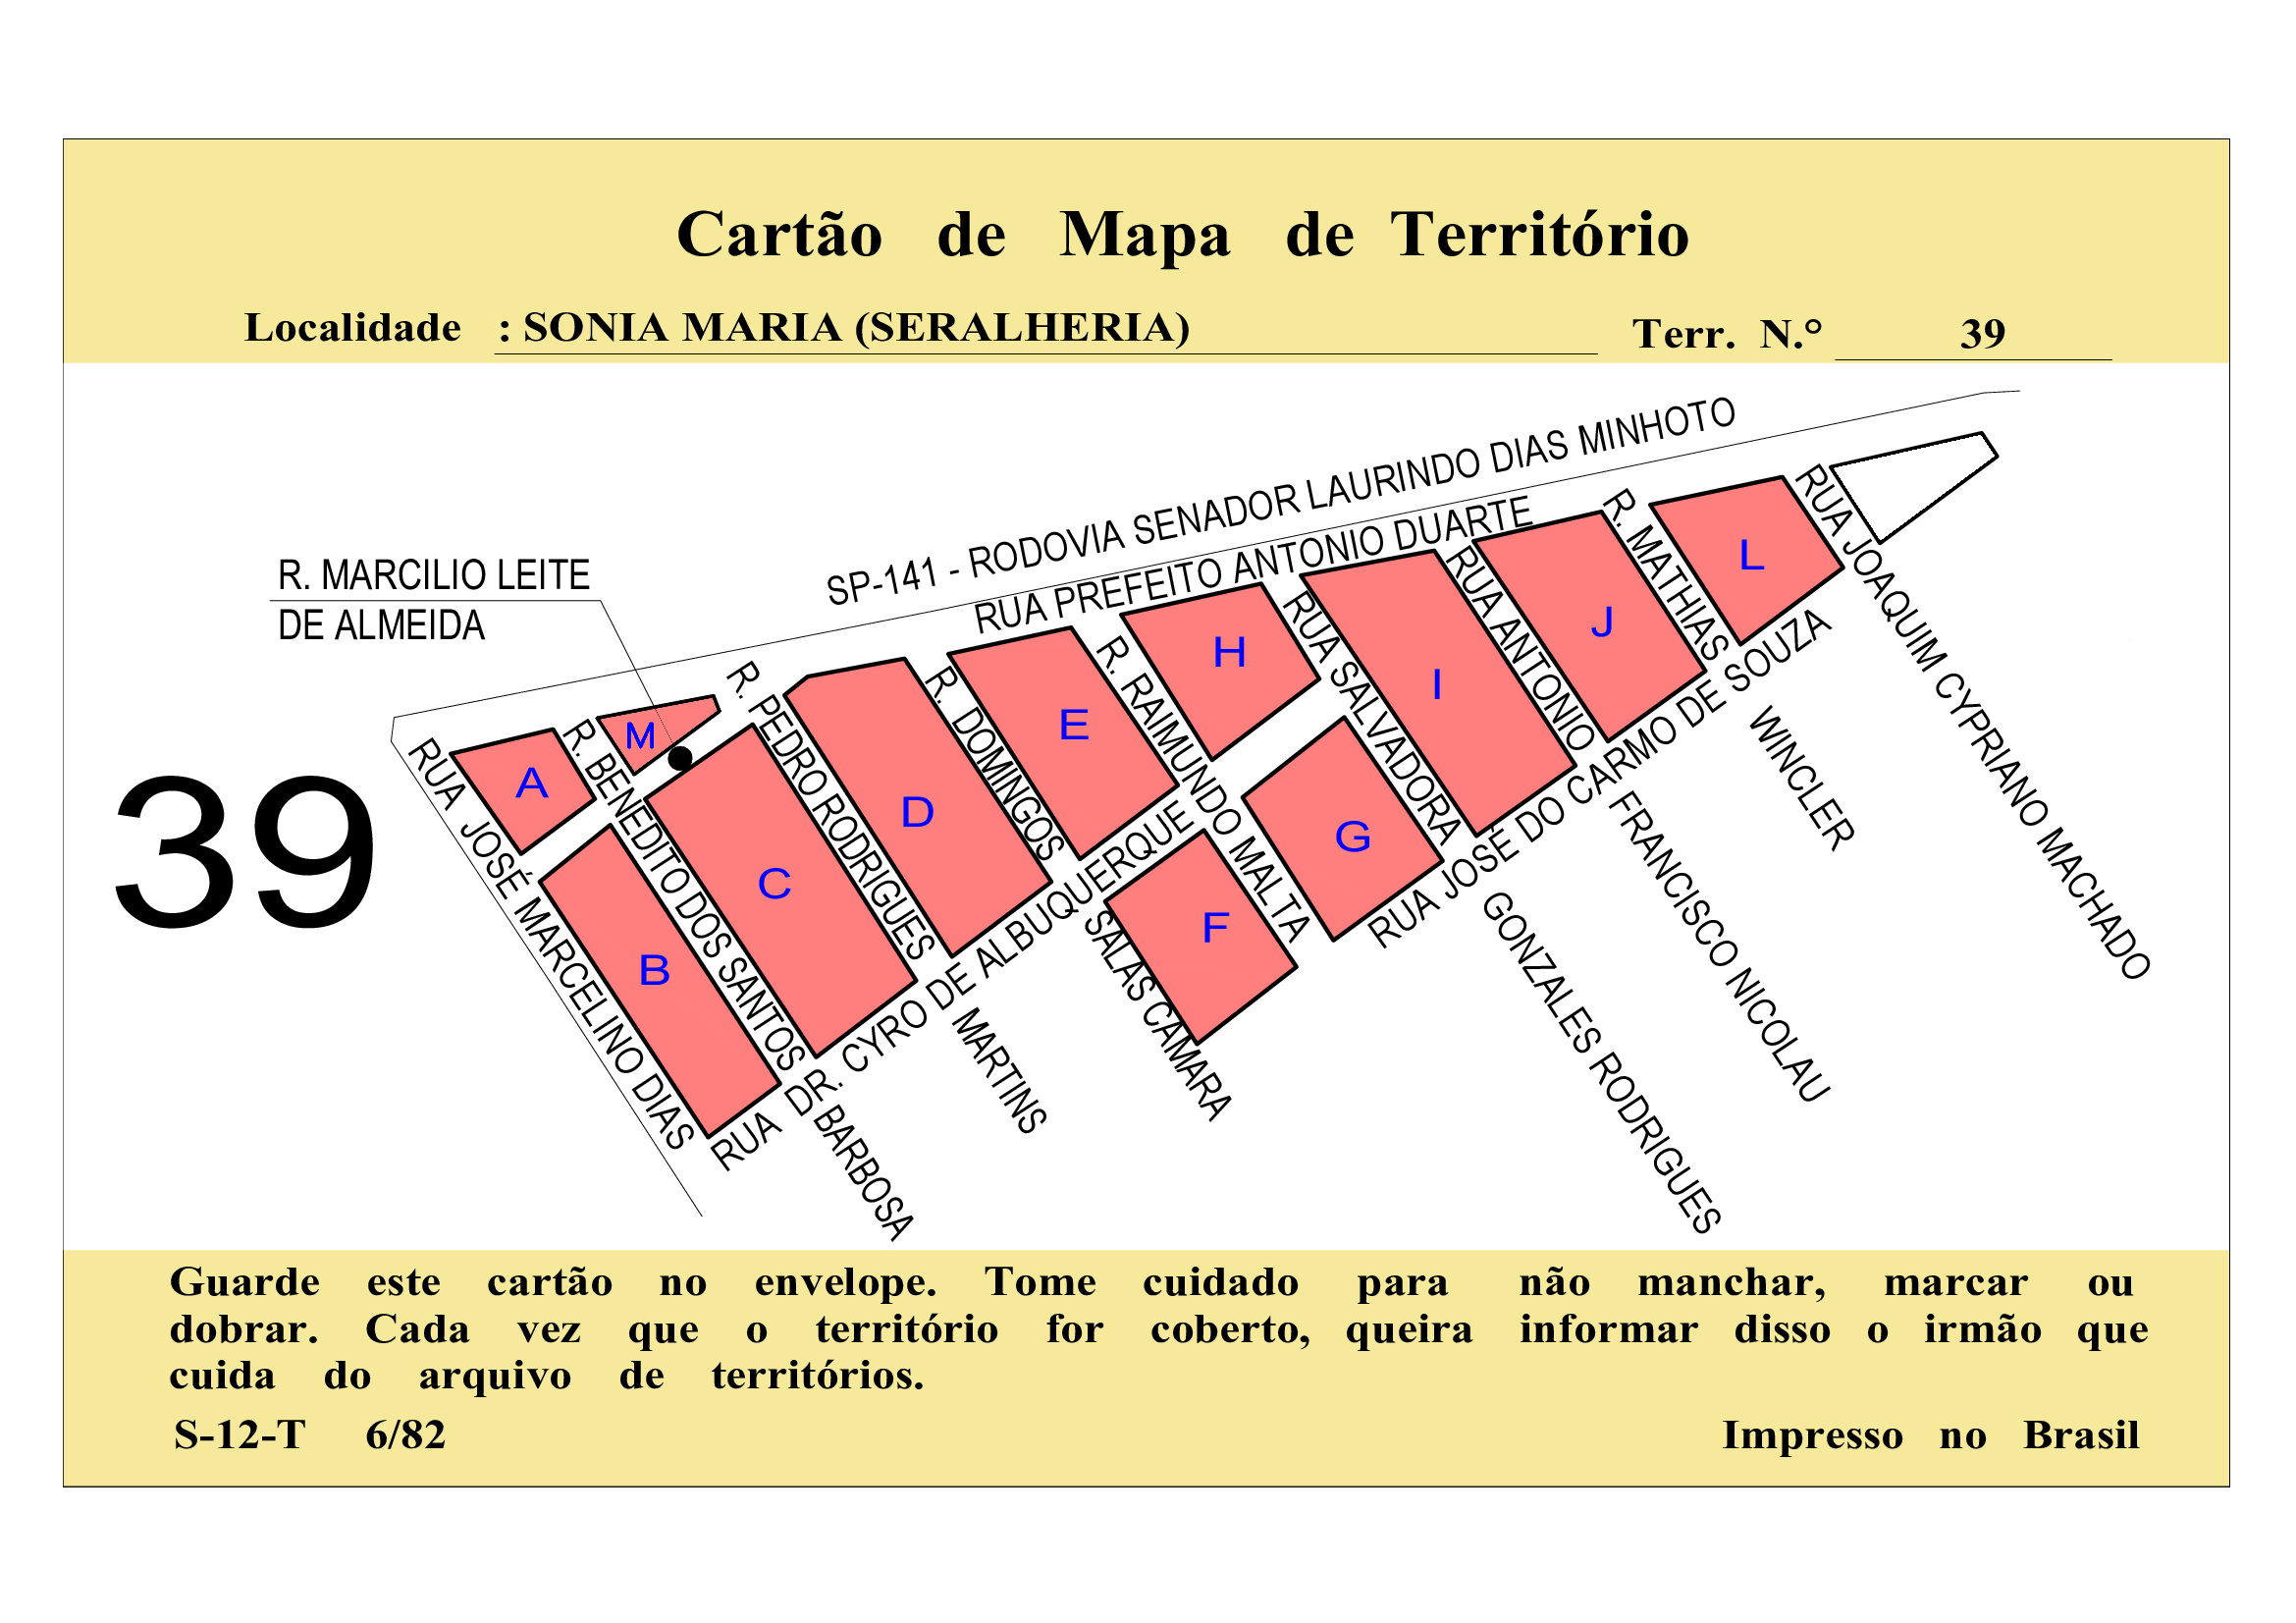 Cartão de Mapa de Território
Localidade : SONIA MARIA (SERALHERIA)
Terr. N.° 39
SP-141 - RODOVIA SENADOR LAURINDO DIAS MINHOTO
RUA PREFEITO ANTONIO DUARTE
R. MARCILIO LEITE
DE ALMEIDA
39
RUA JOSÉ MARCELINO DIAS
R. BENEDITO DOS SANTOS BARBOSA
R. PEDRO RODRIGUES MARTINS
R. DOMINGOS SALAS CAMARA
R. RAIMUNDO MALTA
RUA SALVADORA GONZALES RODRIGUES
RUA ANTONIO FRANCISCO NICOLAU
R. MATHIAS WINCLER
RUA JOAQUIM CYPRIANO MACHADO
RUA DR. CYRO DE ALBUQUERQUE
RUA JOSÉ DO CARMO DE SOUZA
A
M
B
C
D
E
H
F
G
I
J
L
Guarde este cartão no envelope. Tome cuidado para não manchar, marcar ou
dobrar. Cada vez que o território for coberto, queira informar disso o irmão que
cuida do arquivo de territórios.
S-12-T 6/82
Impresso no Brasil